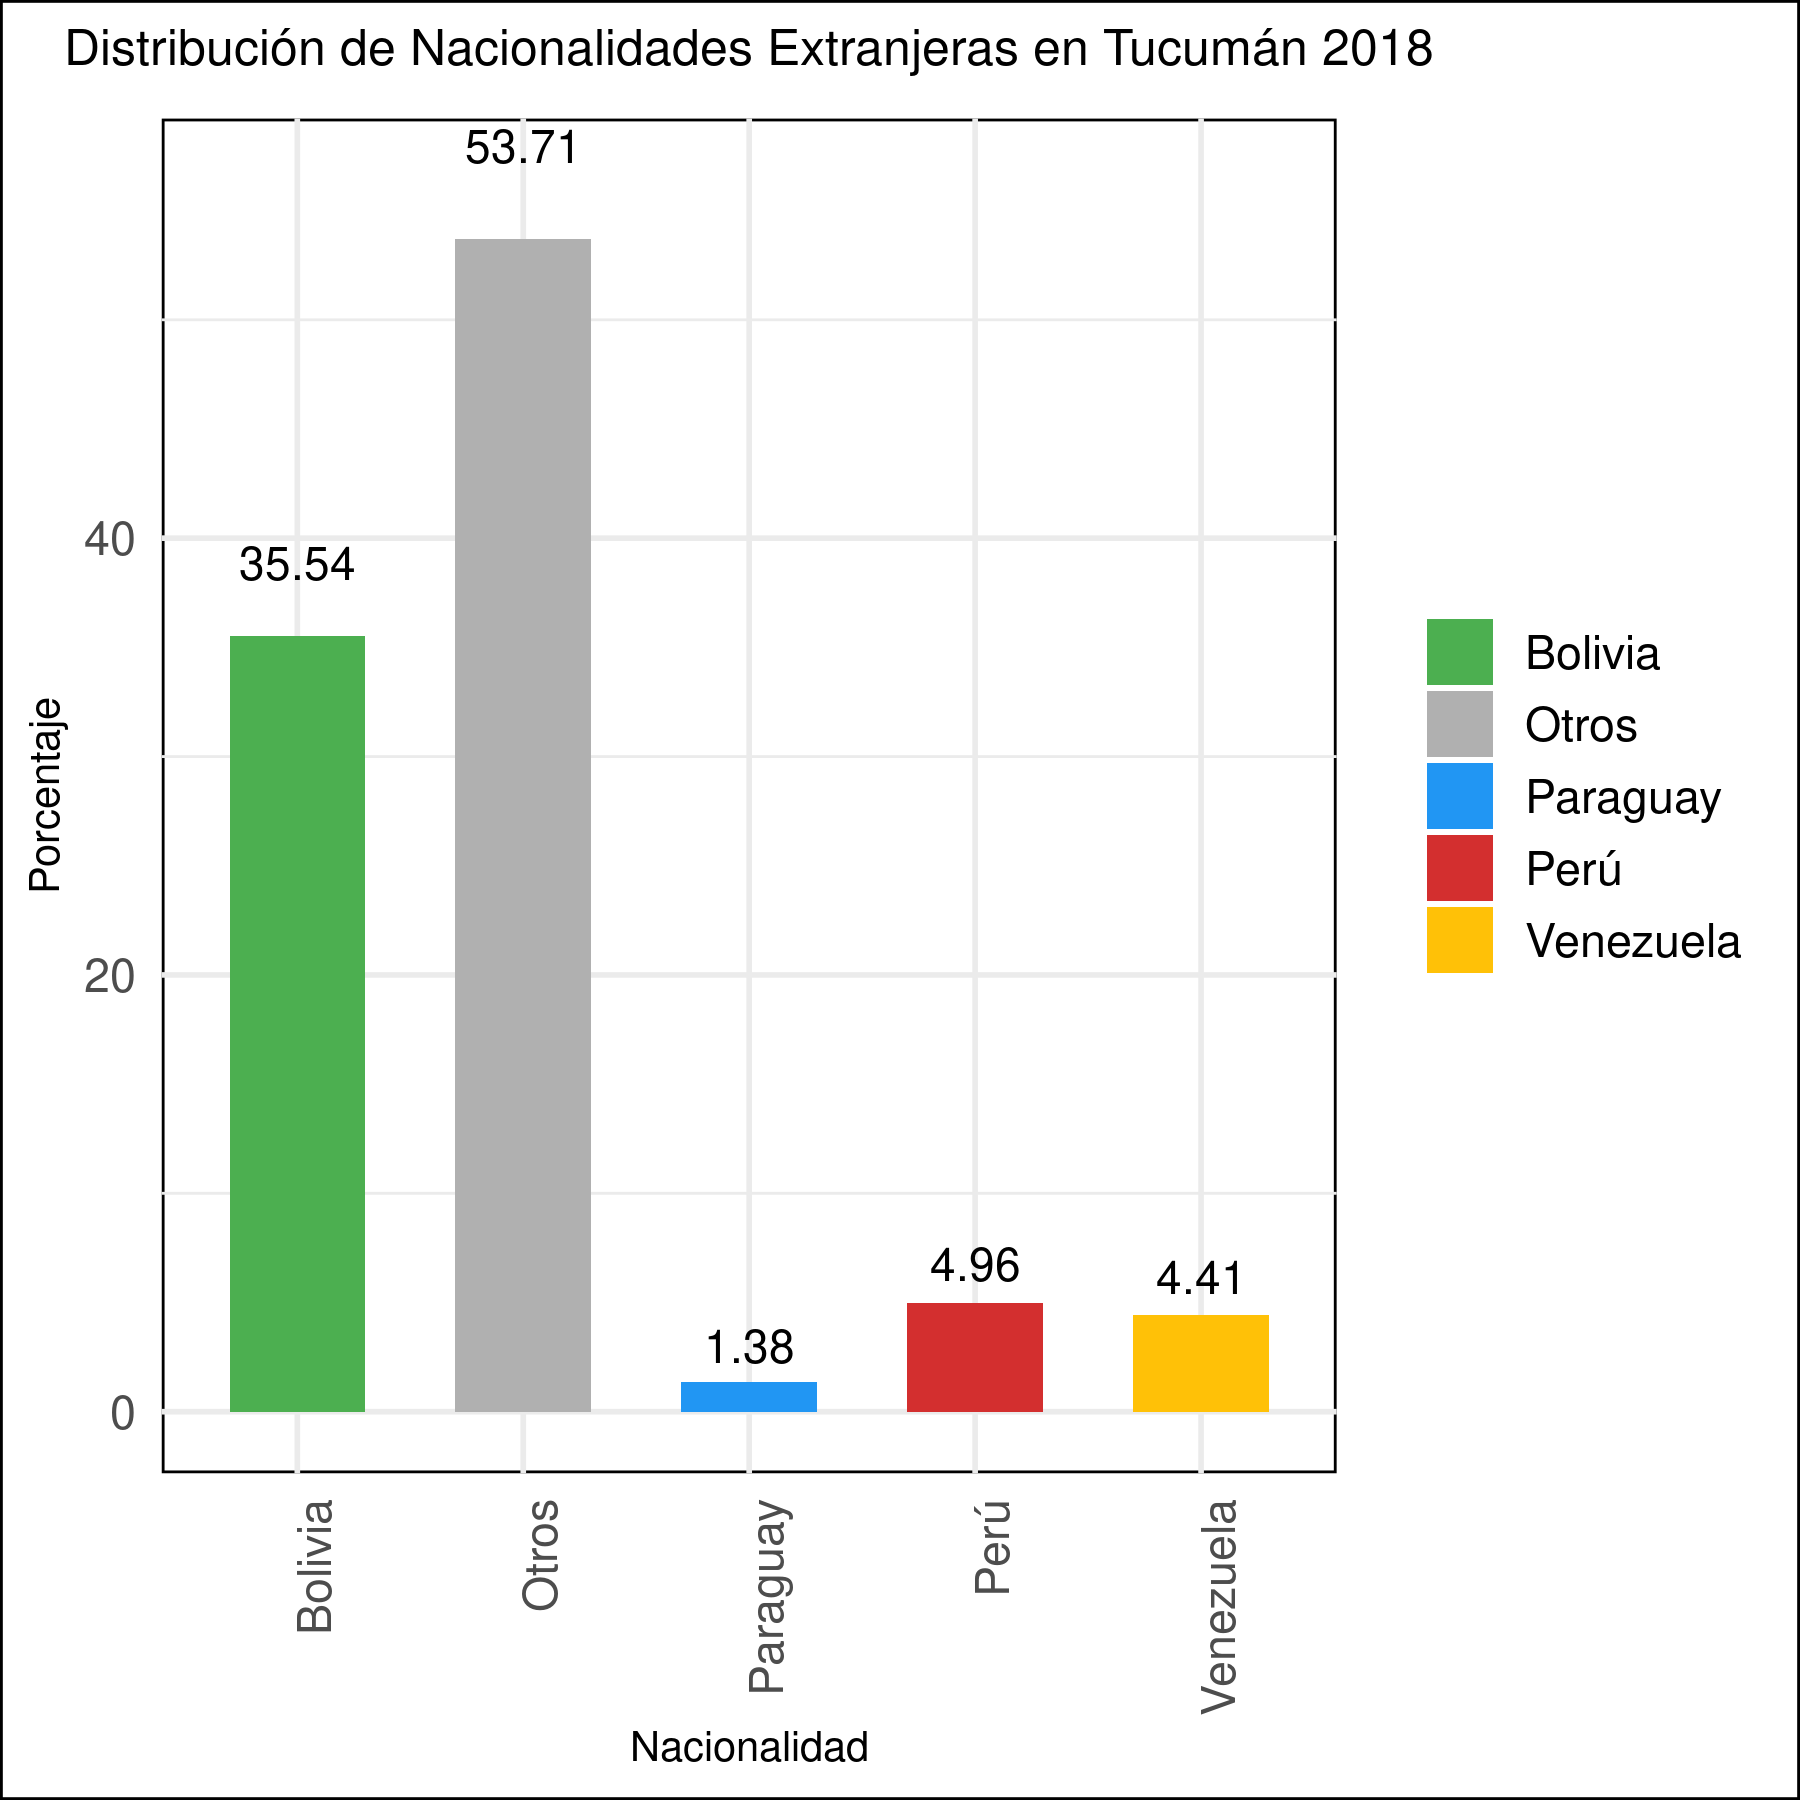 Distribución de Nacionalidades Extranjeras en Tucumán 2018
53.71
35.54
4.96
4.41
1.38
40
20
0
Porcentaje
Bolivia
Otros
Paraguay
Perú
Venezuela
Nacionalidad
Bolivia
Otros
Paraguay
Perú
Venezuela